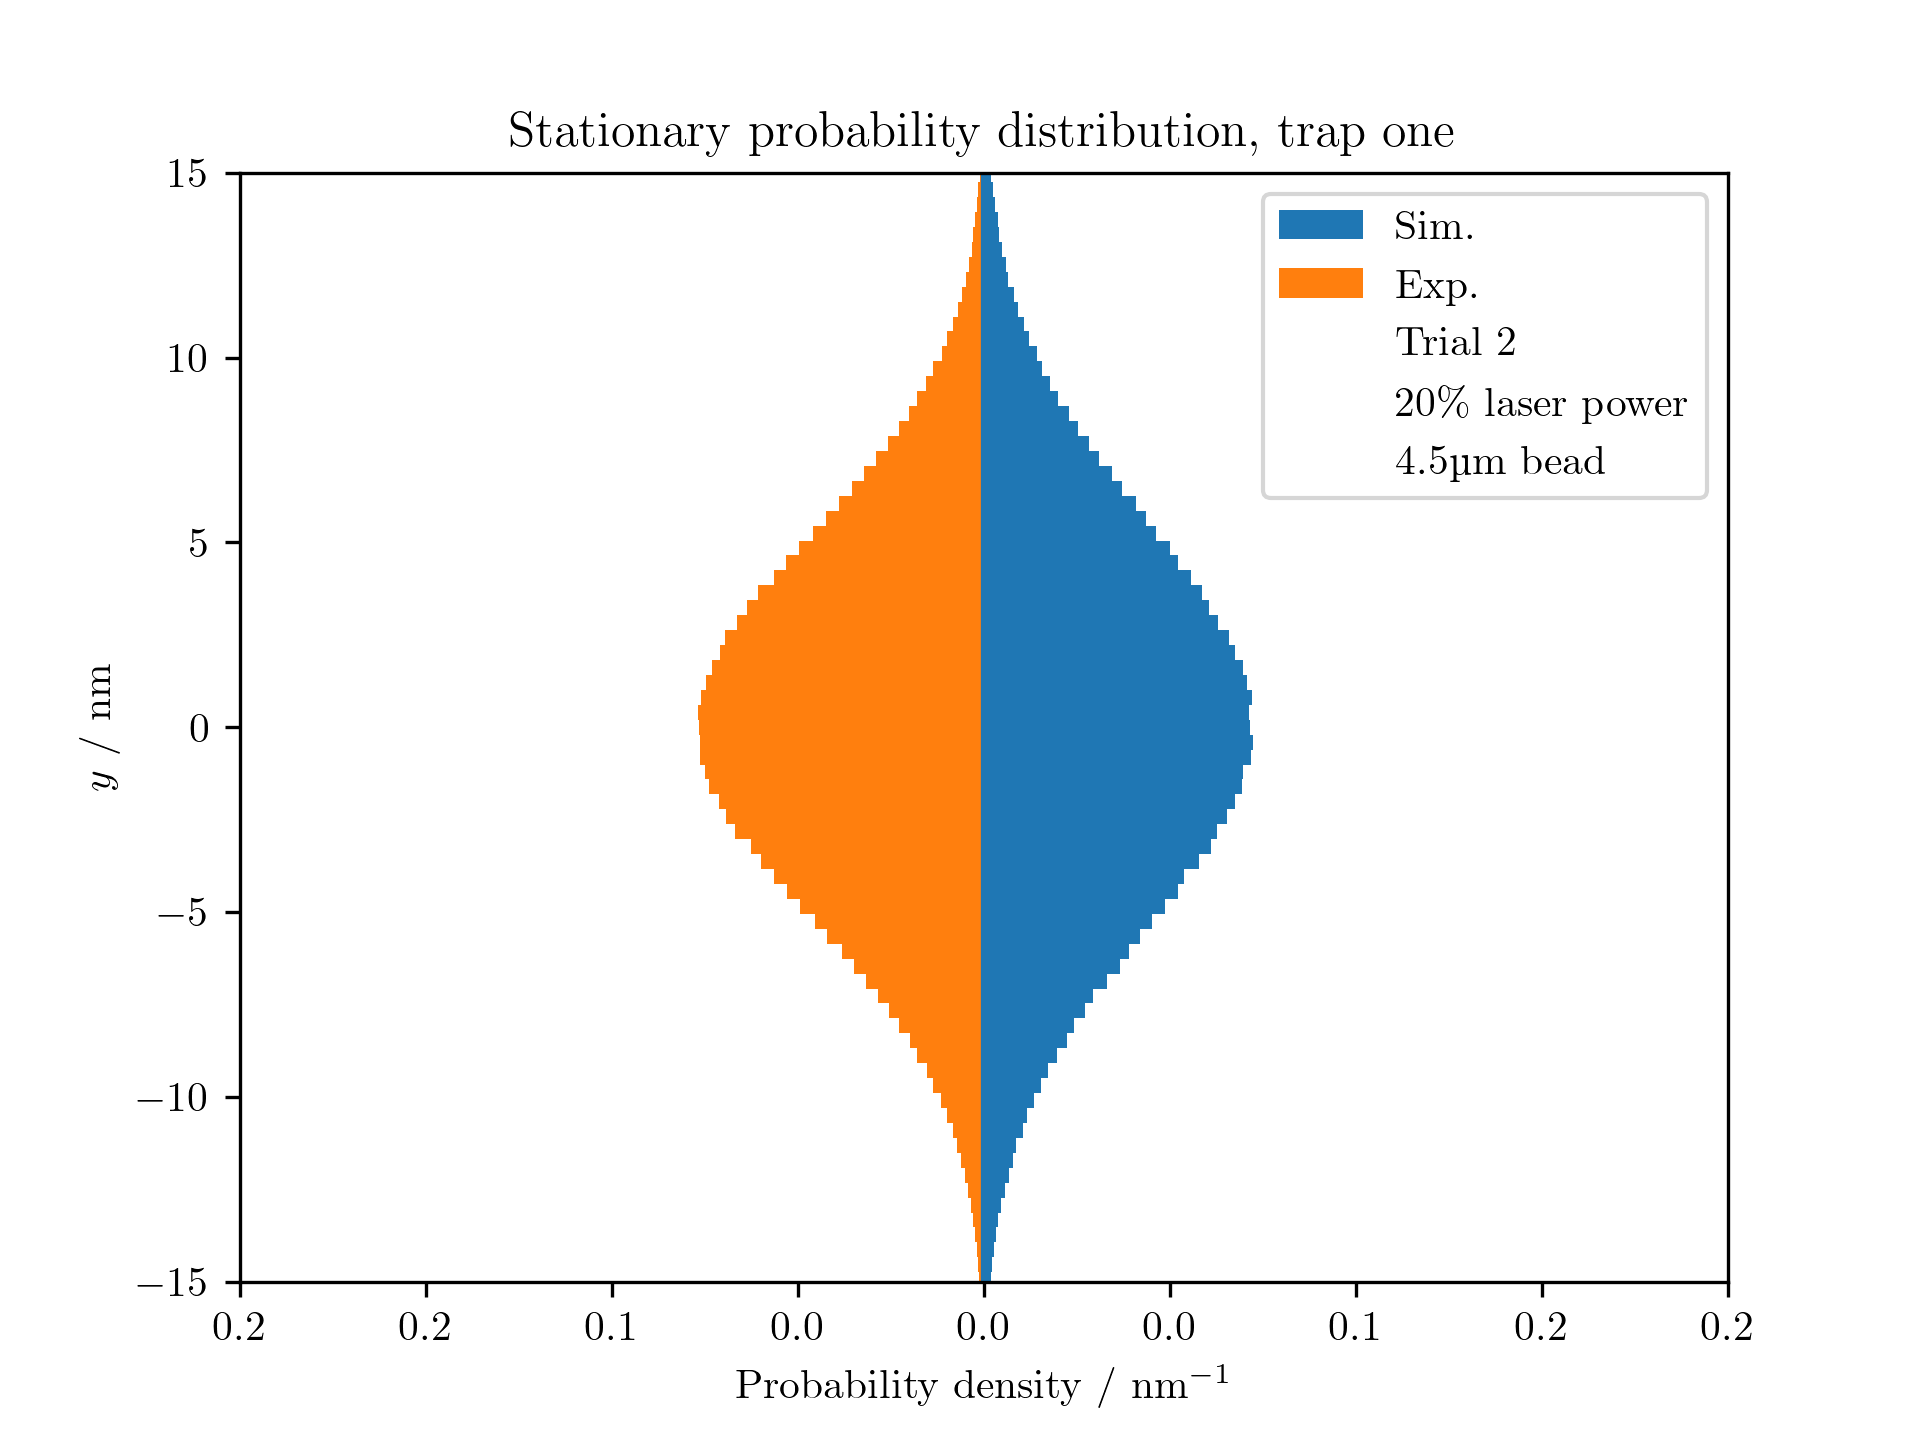 Stationary probability distribution, trap one
Sim.
Exp.
Trial 2
20% laser power
4.5µm bead
15
10
5
0
−5
−10
−15
y / nm
0.2 0.2 0.1 0.0 0.0 0.0 0.1 0.2 0.2
Probability density / nm⁻¹